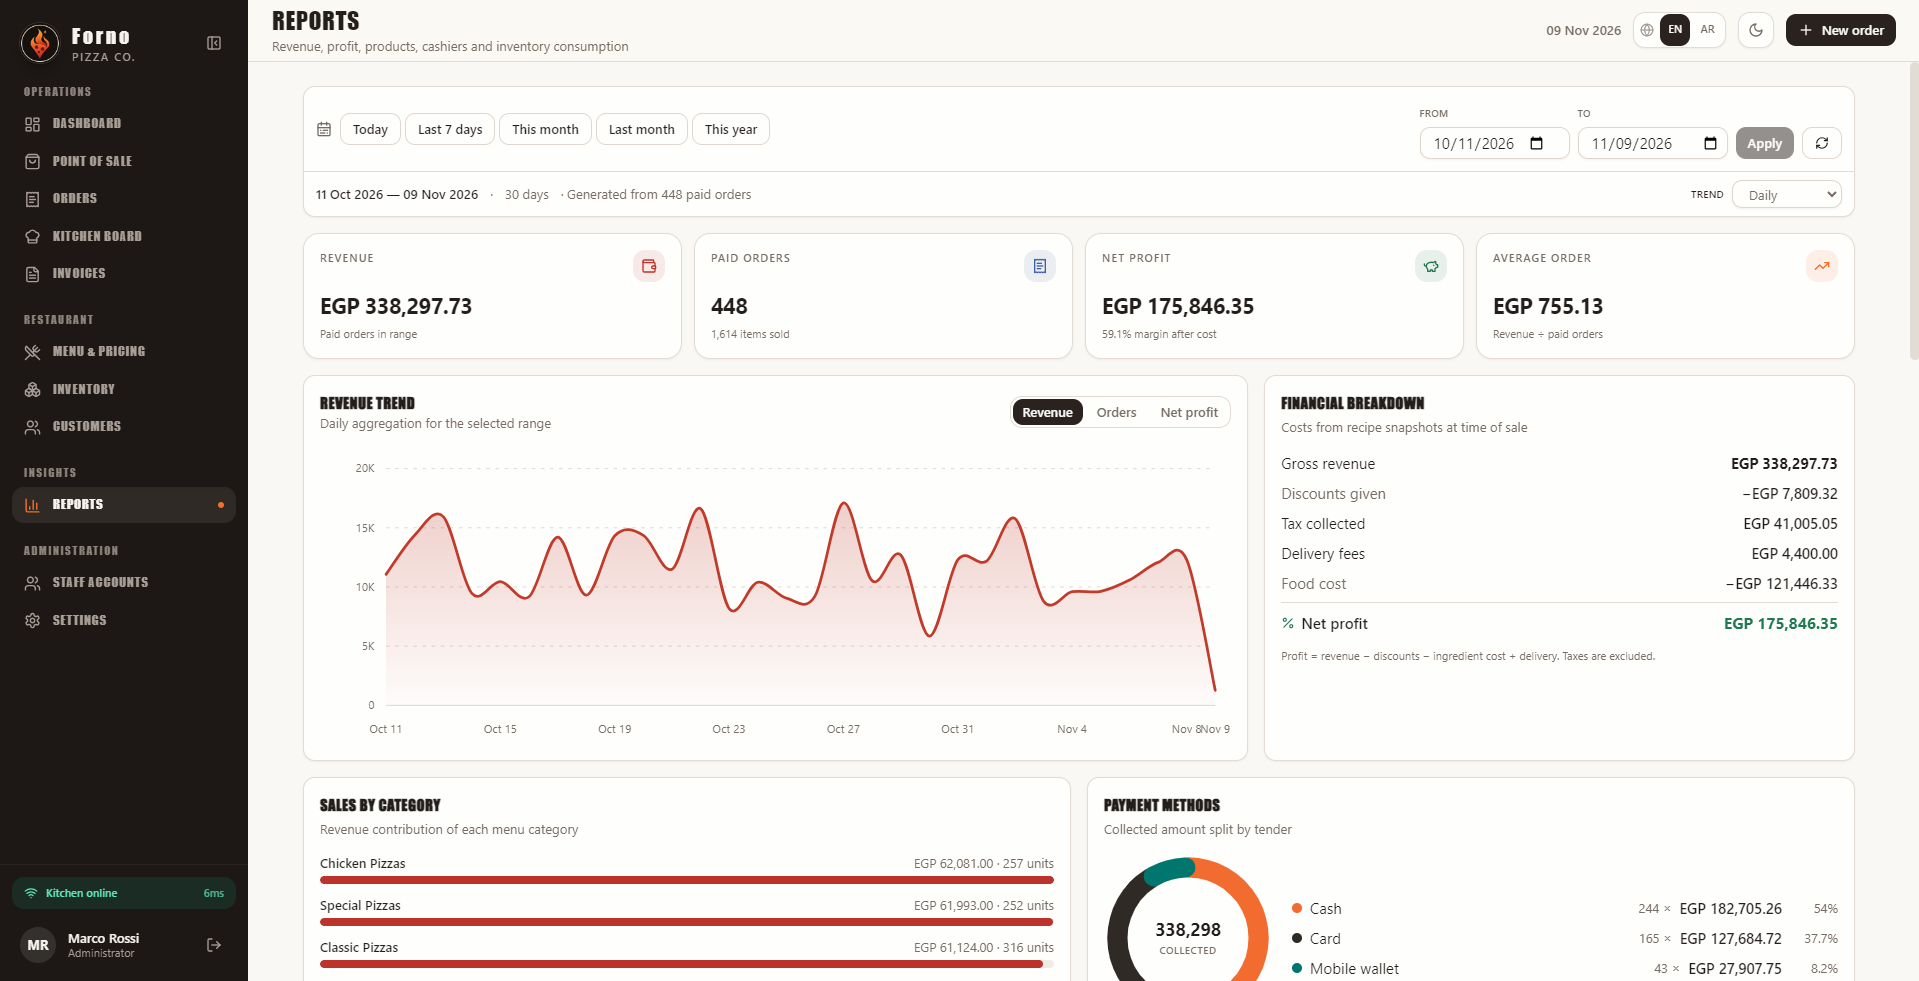 Forno
PIZZA CO.
OPERATIONS
DASHBOARD
POINT OF SALE
ORDERS
KITCHEN BOARD
INVOICES
RESTAURANT
MENU & PRICING
INVENTORY
CUSTOMERS
INSIGHTS
REPORTS
ADMINISTRATION
STAFF ACCOUNTS
SETTINGS
Kitchen online 6ms
MR Marco Rossi
Administrator
REPORTS
Revenue, profit, products, cashiers and inventory consumption
09 Nov 2026 EN AR + New order
Today Last 7 days This month Last month This year
FROM TO
10/11/2026 11/09/2026 Apply
11 Oct 2026 — 09 Nov 2026 · 30 days · Generated from 448 paid orders
TREND Daily
REVENUE
EGP 338,297.73
Paid orders in range
PAID ORDERS
448
1,614 items sold
NET PROFIT
EGP 175,846.35
59.1% margin after cost
AVERAGE ORDER
EGP 755.13
Revenue ÷ paid orders
REVENUE TREND
Daily aggregation for the selected range
Revenue Orders Net profit
20K
15K
10K
5K
0
Oct 11 Oct 15 Oct 19 Oct 23 Oct 27 Oct 31 Nov 4 Nov 8 Nov 9
FINANCIAL BREAKDOWN
Costs from recipe snapshots at time of sale
Gross revenue EGP 338,297.73
Discounts given −EGP 7,809.32
Tax collected EGP 41,005.05
Delivery fees EGP 4,400.00
Food cost −EGP 121,446.33
% Net profit EGP 175,846.35
Profit = revenue − discounts − ingredient cost + delivery. Taxes are excluded.
SALES BY CATEGORY
Revenue contribution of each menu category
Chicken Pizzas EGP 62,081.00 · 257 units
Special Pizzas EGP 61,993.00 · 252 units
Classic Pizzas EGP 61,124.00 · 316 units
PAYMENT METHODS
Collected amount split by tender
338,298
COLLECTED
Cash 244 × EGP 182,705.26 54%
Card 165 × EGP 127,684.72 37.7%
Mobile wallet 43 × EGP 27,907.75 8.2%